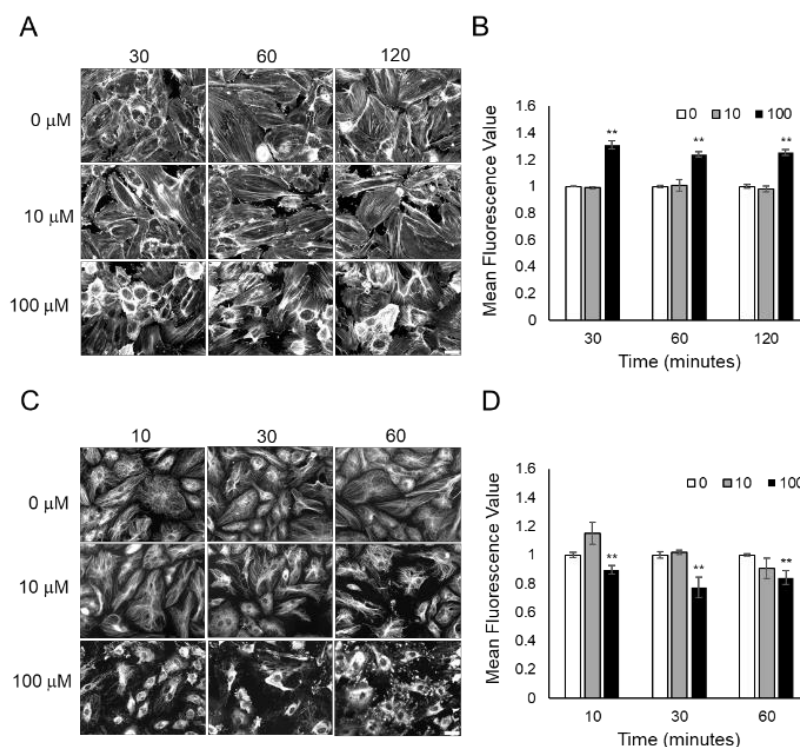 A
30 60 120
0 μM
10 μM
100 μM
B
Mean Fluorescence Value
1.6
1.4
1.2
1
0.8
0.6
0.4
0.2
0
0 10 100
** ** **
30 60 120
Time (minutes)
C
10 30 60
0 μM
10 μM
100 μM
D
Mean Fluorescence Value
1.6
1.4
1.2
1
0.8
0.6
0.4
0.2
0
0 10 100
** ** **
10 30 60
Time (minutes)